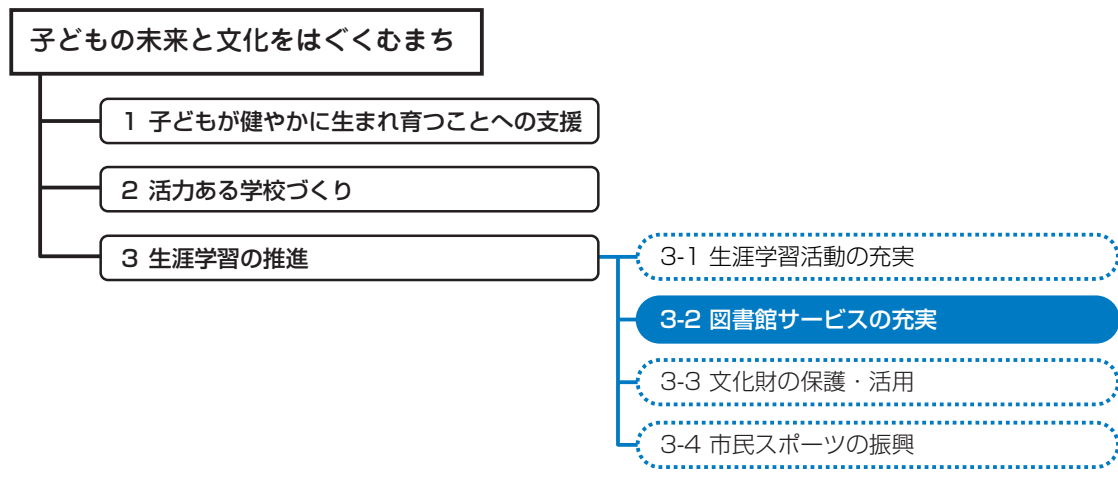 子どもの未来と文化をはぐくむまち
1 子どもが健やかに生まれ育つことへの支援
2 活力ある学校づくり
3 生涯学習の推進
3-1 生涯学習活動の充実
3-2 図書館サービスの充実
3-3 文化財の保護・活用
3-4 市民スポーツの振興